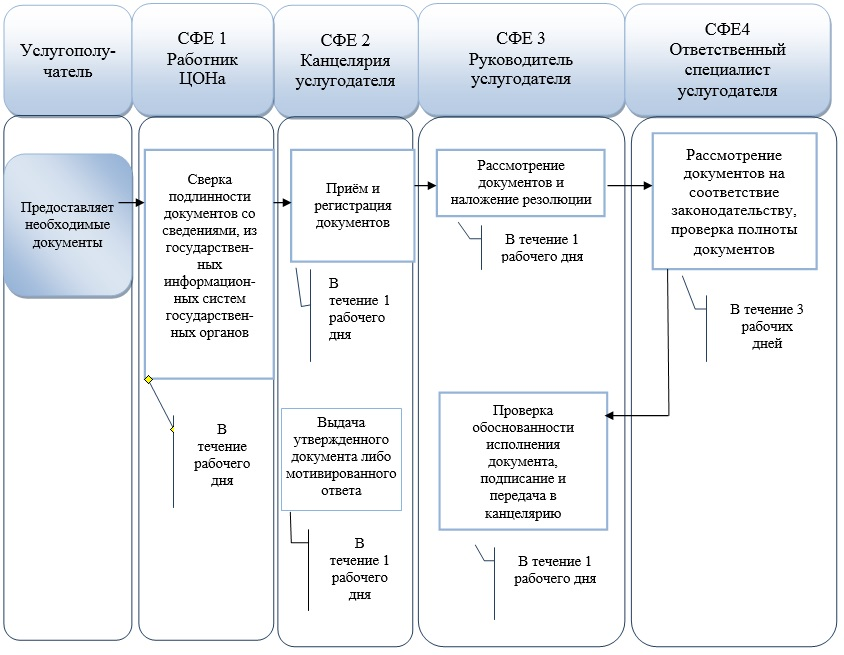 Услугополу-
чатель
СФЕ 1
Работник
ЦОНа
СФЕ 2
Канцелярия
услугодателя
СФЕ 3
Руководитель
услугодателя
СФЕ4
Ответственный
специалист
услугодателя
Предоставляет
необходимые
документы
Сверка
подлинности
документов со
сведениями, из
государствен-
ных
информацион-
ных систем
государствен-
ных органов
В
течение
рабочего
дня
Приём и
регистрация
документов
В
течение 1
рабочего
дня
Рассмотрение
документов и
наложение резолюции
В течение 1
рабочего дня
Рассмотрение
документов на
соответствие
законодательству,
проверка полноты
документов
В течение 3
рабочих
дней
Проверка
обоснованности
исполнения
документа,
подписание и
передача в
канцелярию
В течение 1
рабочего дня
Выдача
утвержденного
документа либо
мотивированного
ответа
В
течение 1
рабочего
дня